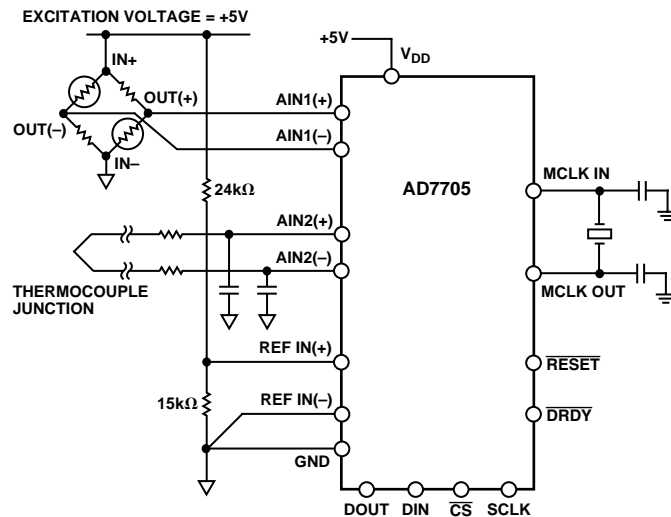 EXCITATION VOLTAGE = +5V
+5V
VDD
IN+
OUT(+)
AIN1(+)
OUT(–)
AIN1(–)
IN–
MCLK IN
AD7705
24kΩ
AIN2(+)
AIN2(–)
THERMOCOUPLE
JUNCTION
MCLK OUT
REF IN(+)
RESET
15kΩ
REF IN(–)
DRDY
GND
DOUT DIN CS SCLK